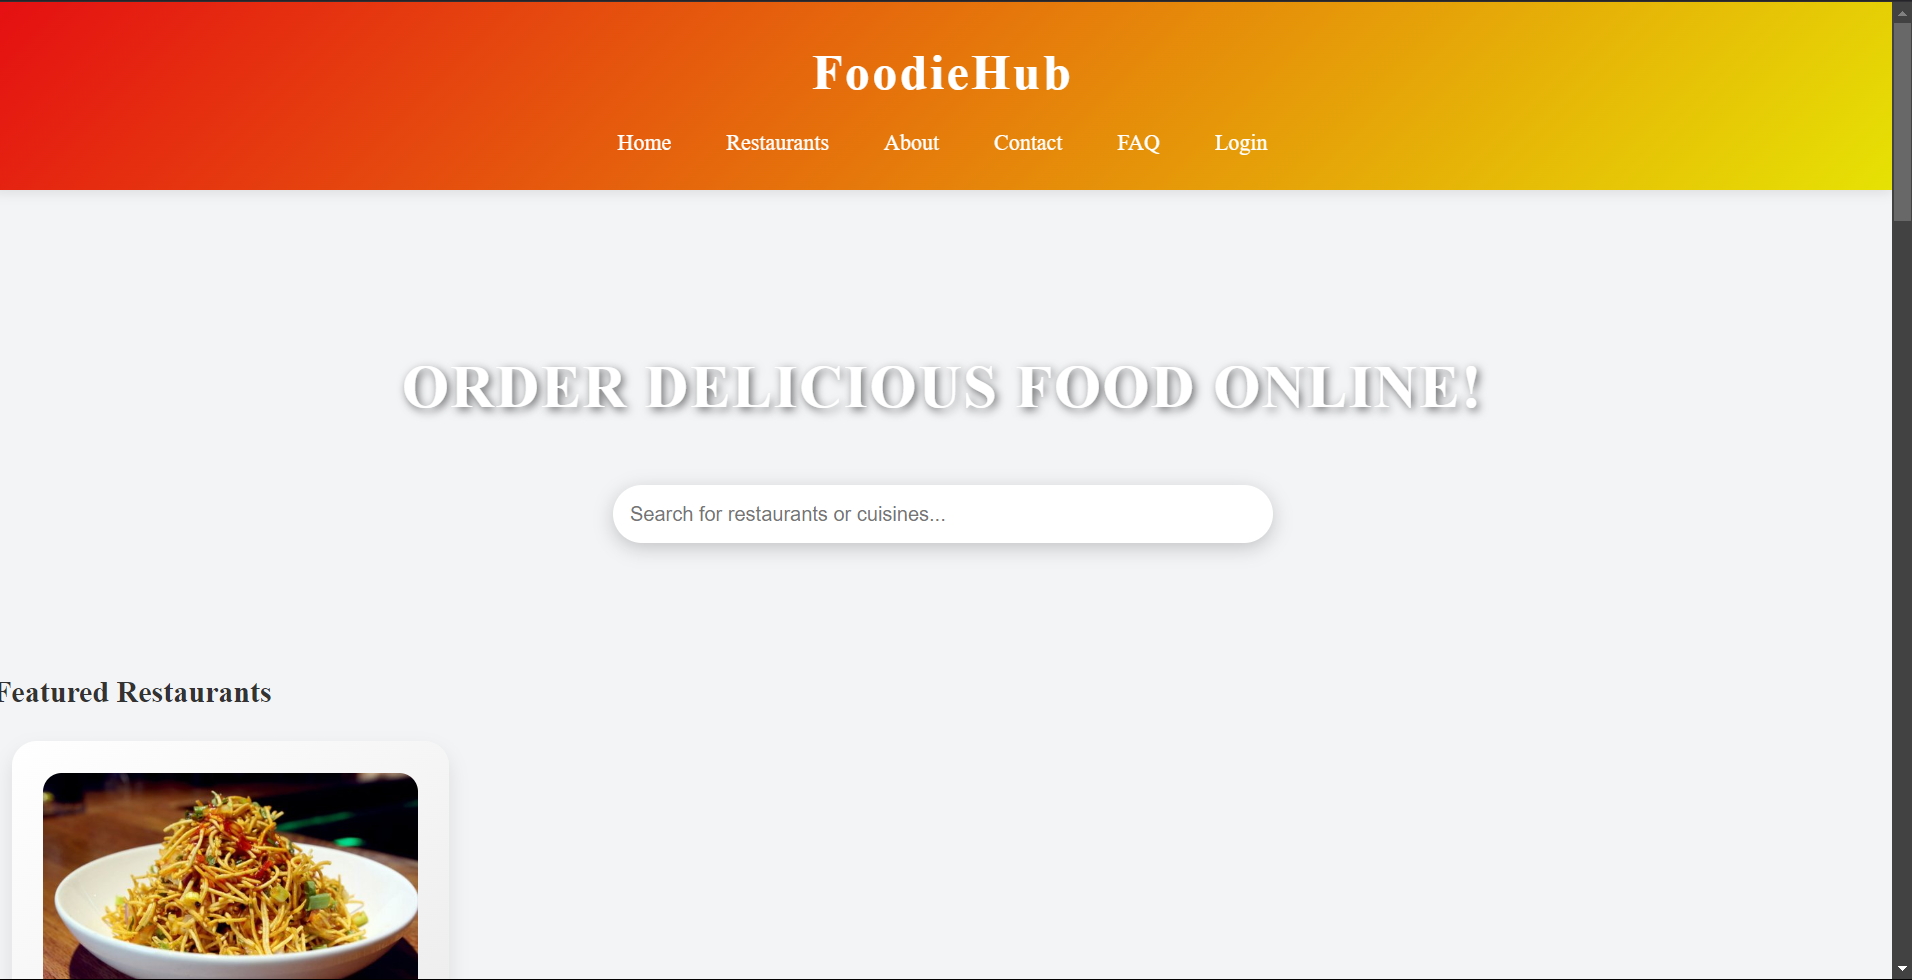 FoodieHub
Home Restaurants About Contact FAQ Login
ORDER DELICIOUS FOOD ONLINE!
Search for restaurants or cuisines...
Featured Restaurants